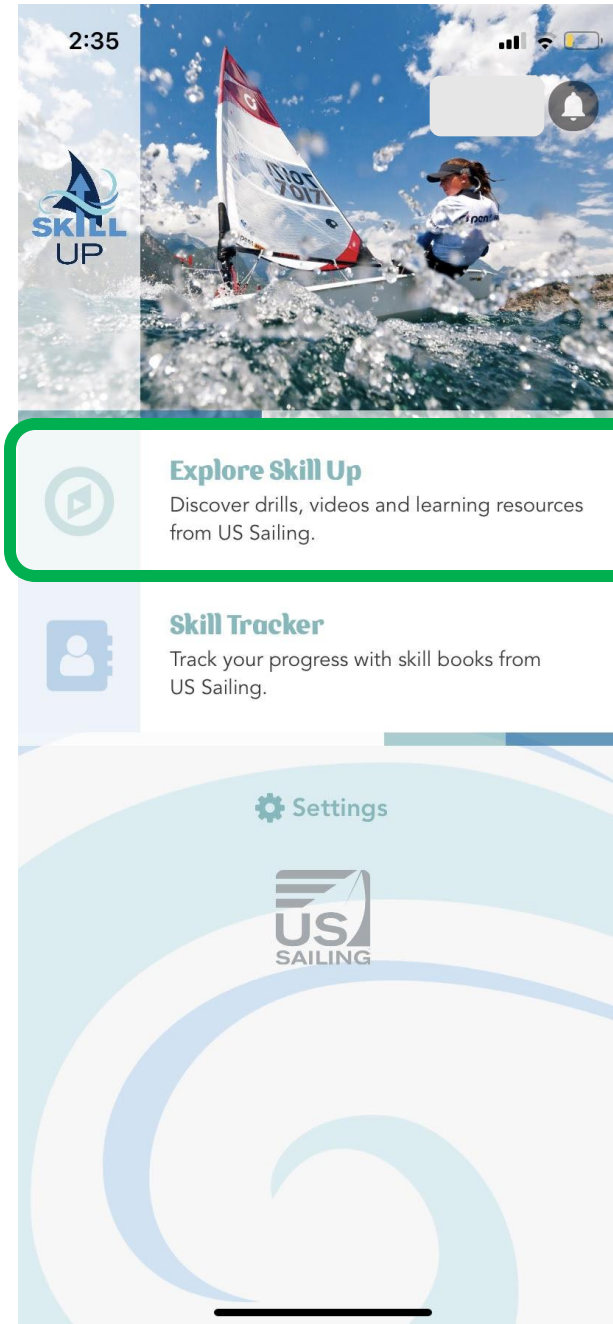 2:35
SKILL
UP
Explore Skill Up
Discover drills, videos and learning resources
from US Sailing.
Skill Tracker
Track your progress with skill books from
US Sailing.
Settings
US
SAILING